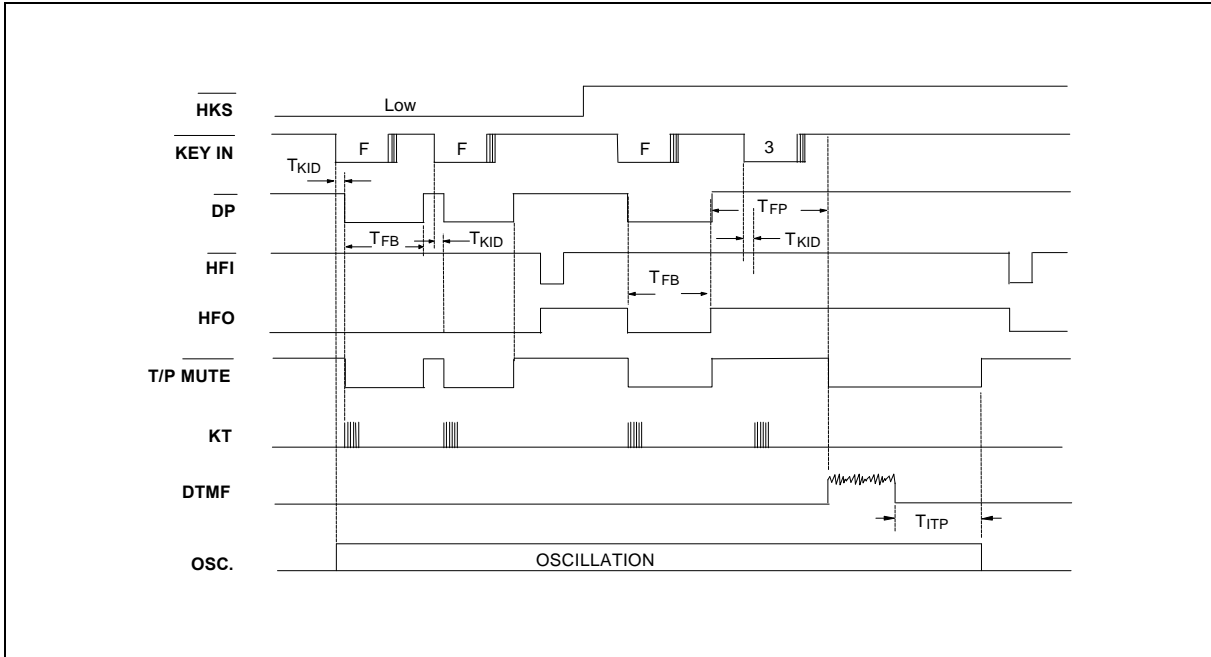 HKS
Low
KEY IN
F
F
F
3
TKID
DP
TFP
TFB
TKID
TKID
HFI
TFB
HFO
T/P MUTE
KT
DTMF
TITP
OSC.
OSCILLATION